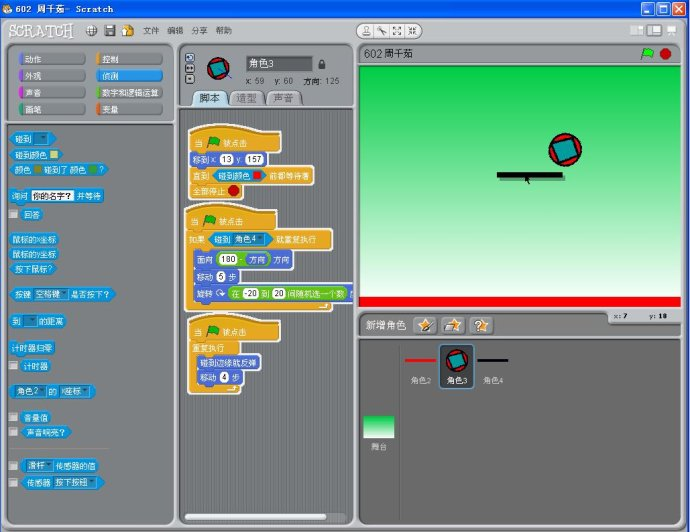 602 周千茹- Scratch
SCRATCH 文件 编辑 分享 帮助
动作 控制
外观 侦测
声音 数字和逻辑运算
画笔 变量
角色3
x: 59 y: 60 方向: 125
脚本 造型 声音
602 周千茹
碰到
碰到颜色
颜色 碰到了 颜色 ?
询问 你的名字? 并等待
回答
鼠标的x坐标
鼠标的y坐标
按下鼠标?
按键 空格键 是否按下?
到 的距离
计时器归零
计时器
角色2 的 x座标
音量值
声音响亮?
滑杆 传感器的值
传感器 按下按钮
当 被点击
移到 x: 13 y: 157
直到 碰到颜色 前都等待着
全部停止
当 被点击
如果 碰到 角色4 就重复执行
面向 180 - 方向 方向
移动 5 步
旋转 在 -20 到 20 间随机选一个数
当 被点击
重复执行
碰到边缘就反弹
移动 4 步
x: 7 y: 18
新增角色
角色2 角色3 角色4
舞台